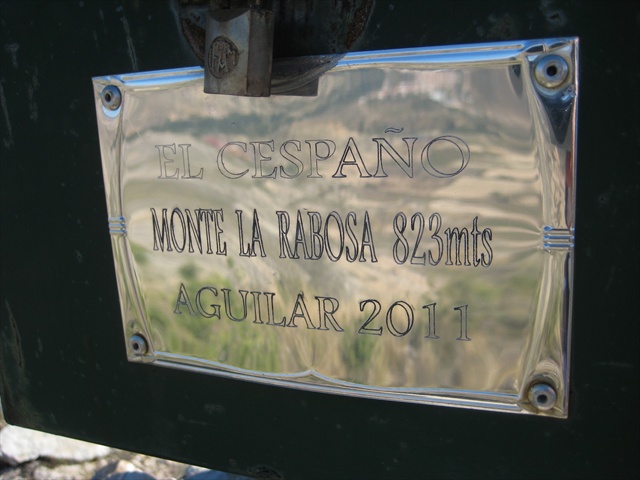 EL CESPAÑO
MONTE LA RABOSA 823mts
AGUILAR 2011